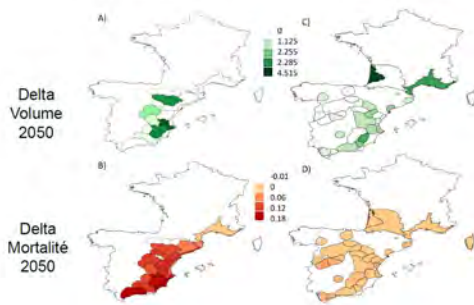 A)
C)
0
1.125
2.255
2.285
4.515
Delta
Volume
2050
B)
D)
-0.01
0
0.06
0.12
0.18
Delta
Mortalité
2050